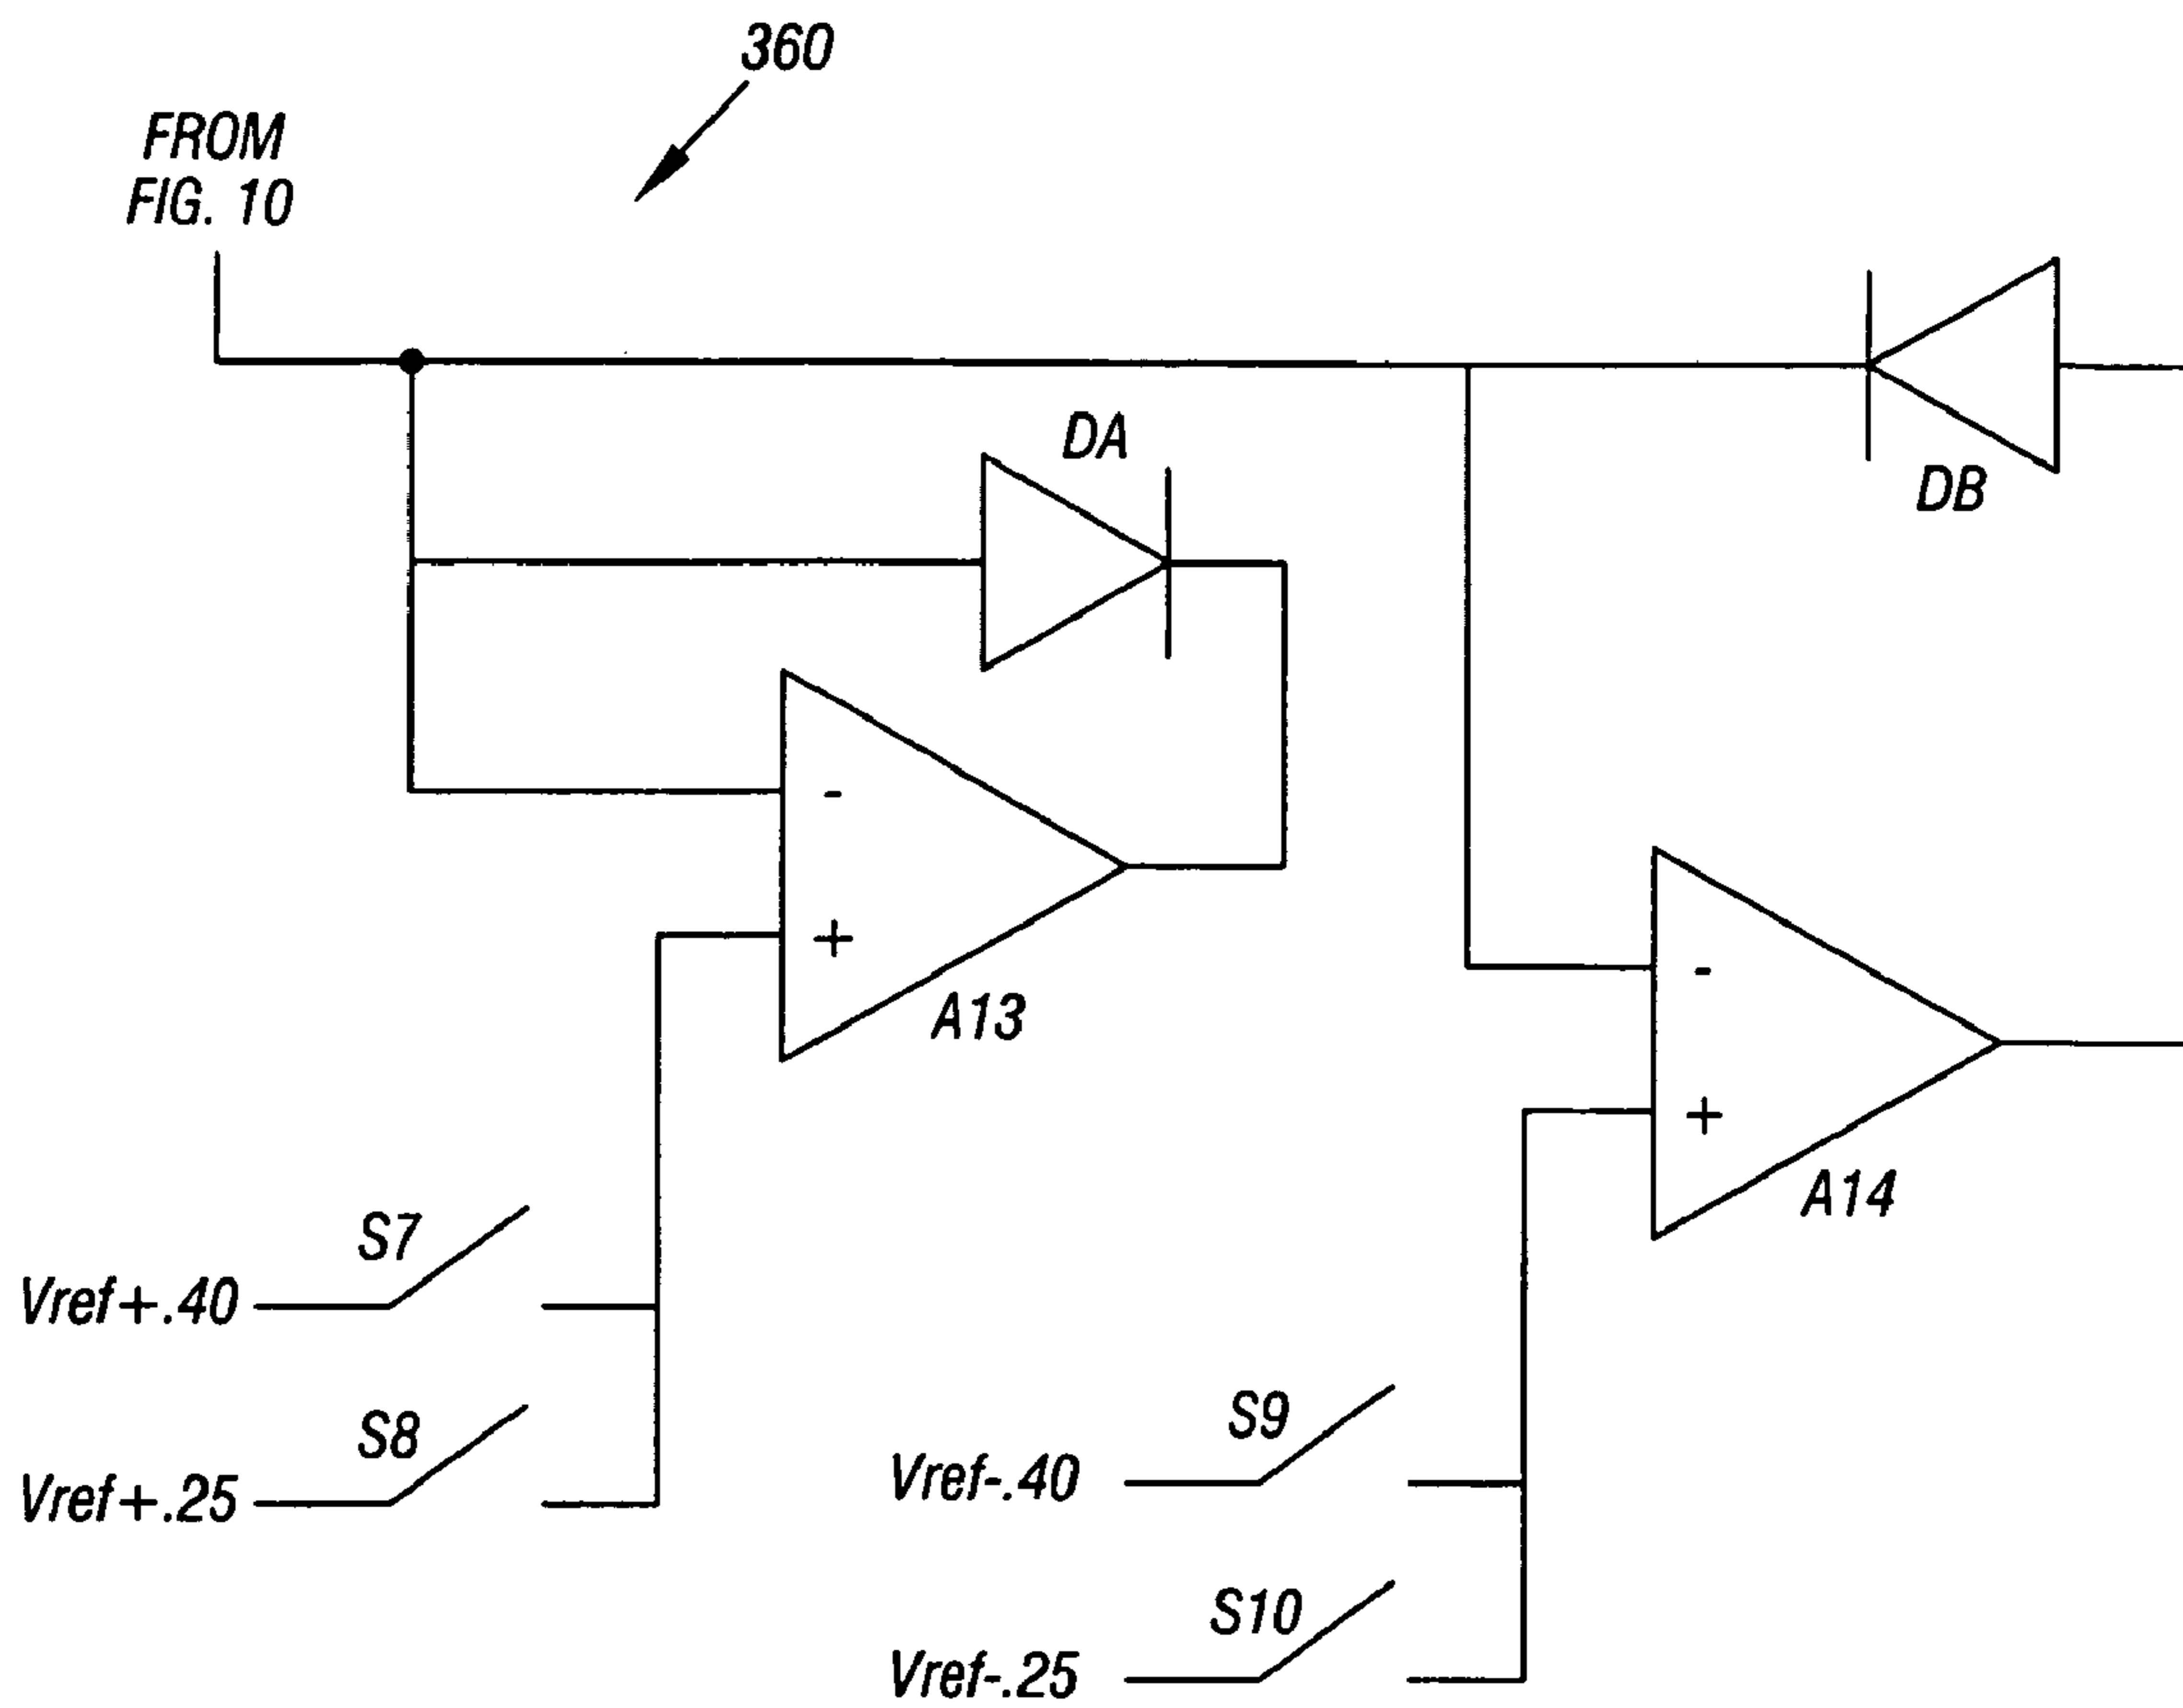 360
FROM
FIG. 10
DA
DB
-
+
A13
-
+
A14
S7
Vref+.40
S8
Vref+.25
S9
Vref-.40
S10
Vref-.25